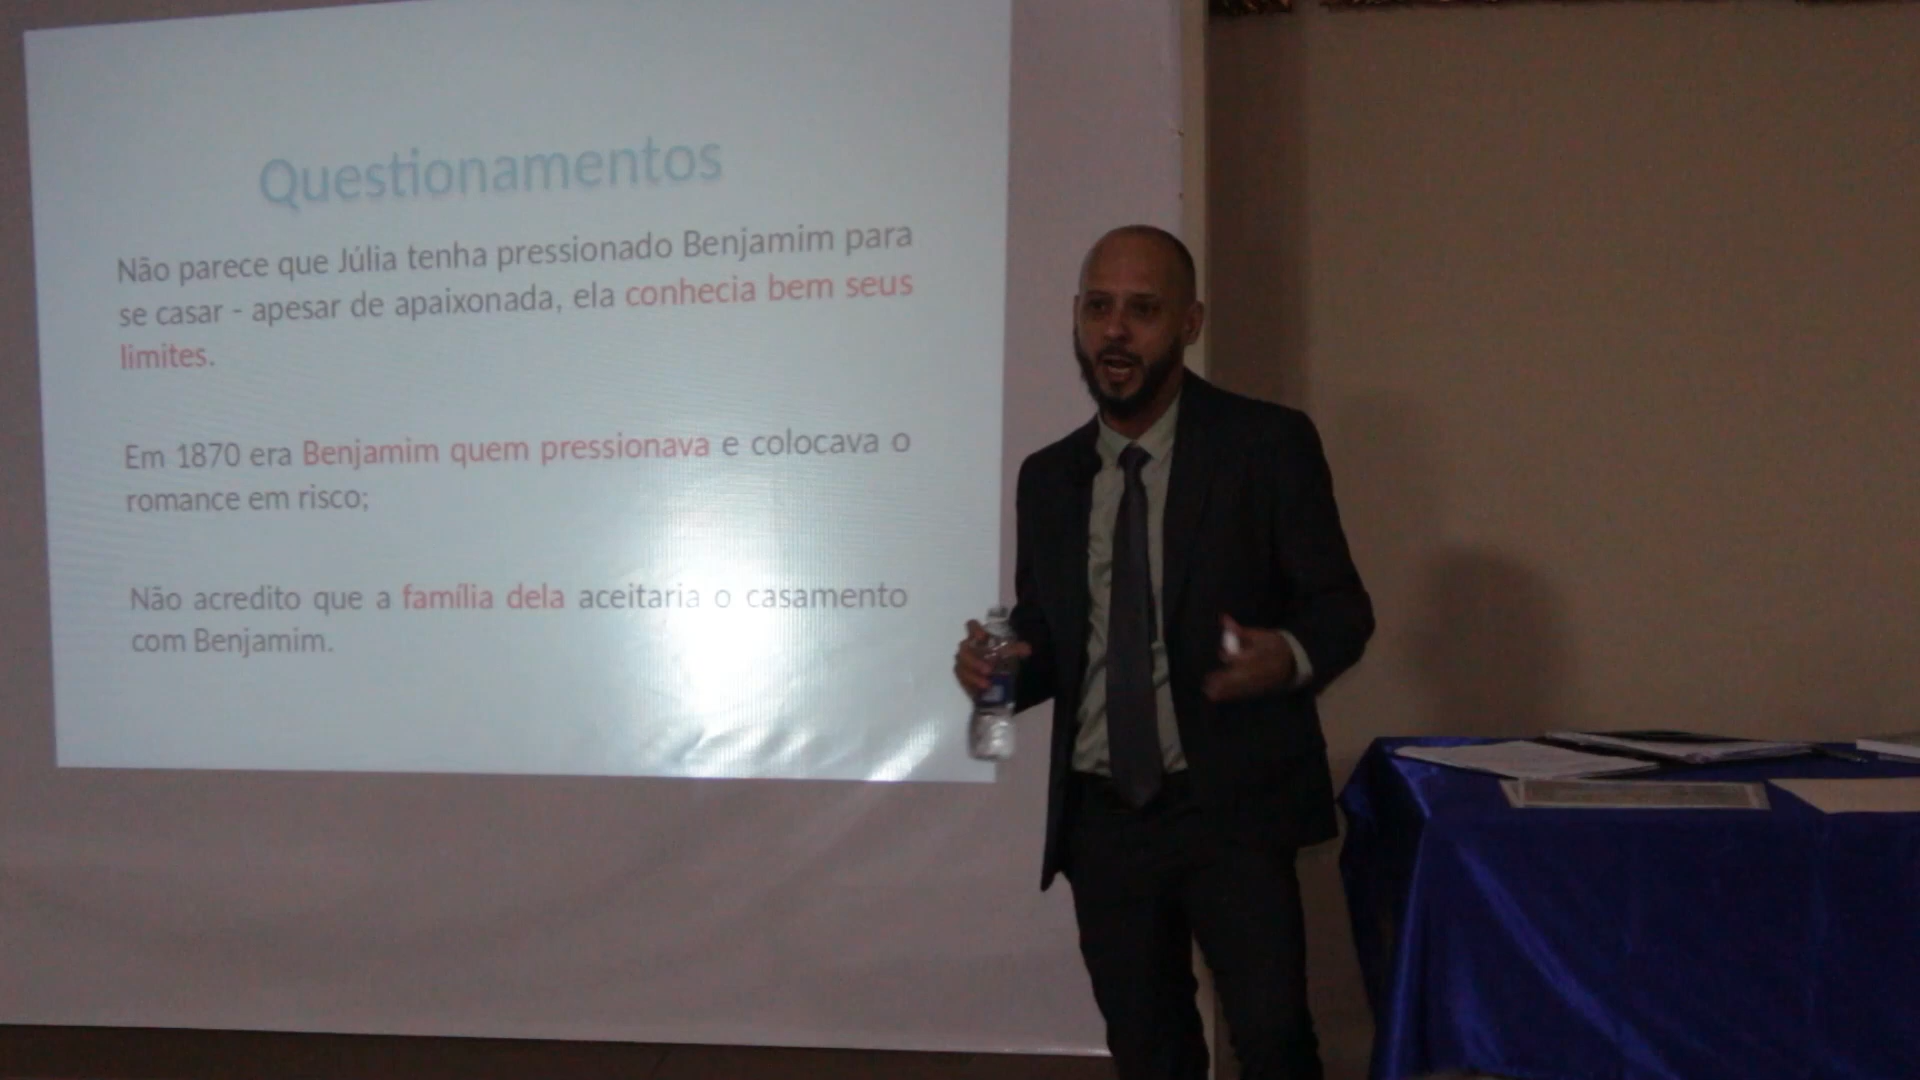 Questionamentos
Não parece que Júlia tenha pressionado Benjamim para
se casar - apesar de apaixonada, ela conhecia bem seus
limites.
Em 1870 era Benjamim quem pressionava e colocava o
romance em risco;
Não acredito que a família dela aceitaria o casamento
com Benjamim.